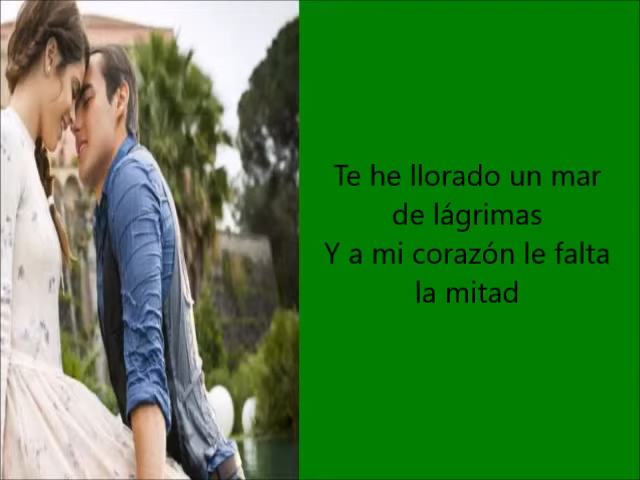 Te he llorado un mar
de lágrimas
Y a mi corazón le falta
la mitad